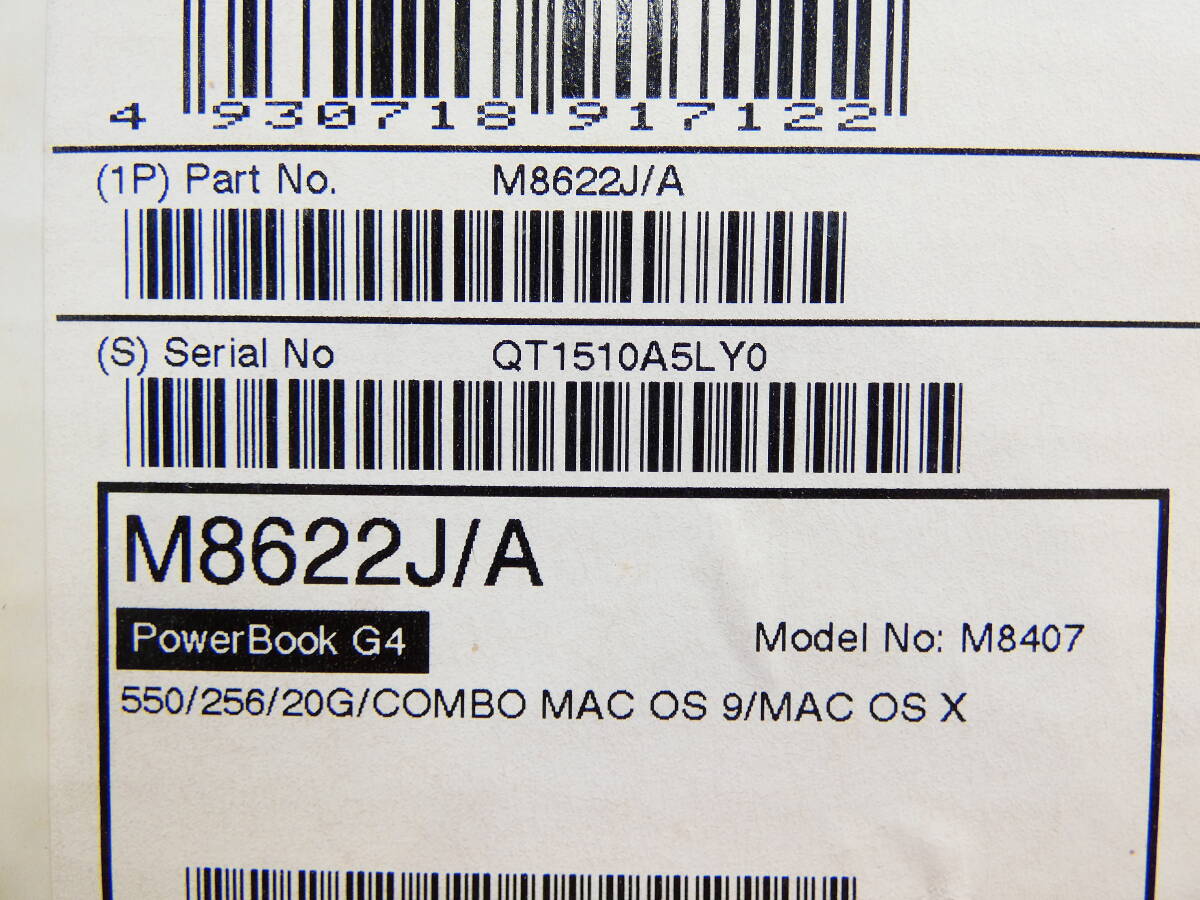 4 930718 917122
(1P) Part No. M8622J/A
(S) Serial No QT1510A5LY0
M8622J/A
PowerBook G4 Model No: M8407
550/256/20G/COMBO MAC OS 9/MAC OS X